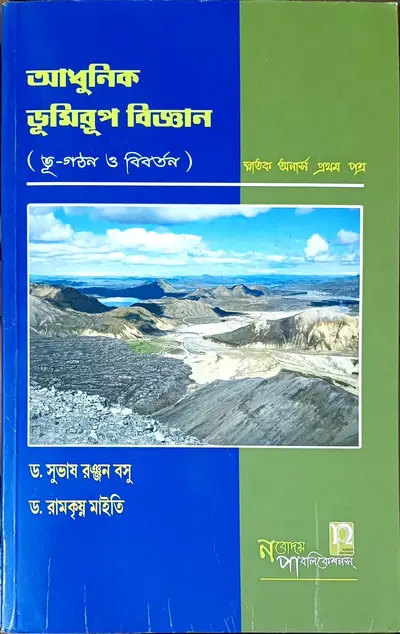 আধুনিক
ভূমিরূপ বিজ্ঞান
( ভূ-গঠন ও বিবর্তন )
স্নাতক অনার্স প্রথম পত্র
ড. সুভাষ রঞ্জন বসু
ড. রামকৃষ্ণ মাইতি
নবোদয়
পাবলিকেশনস্